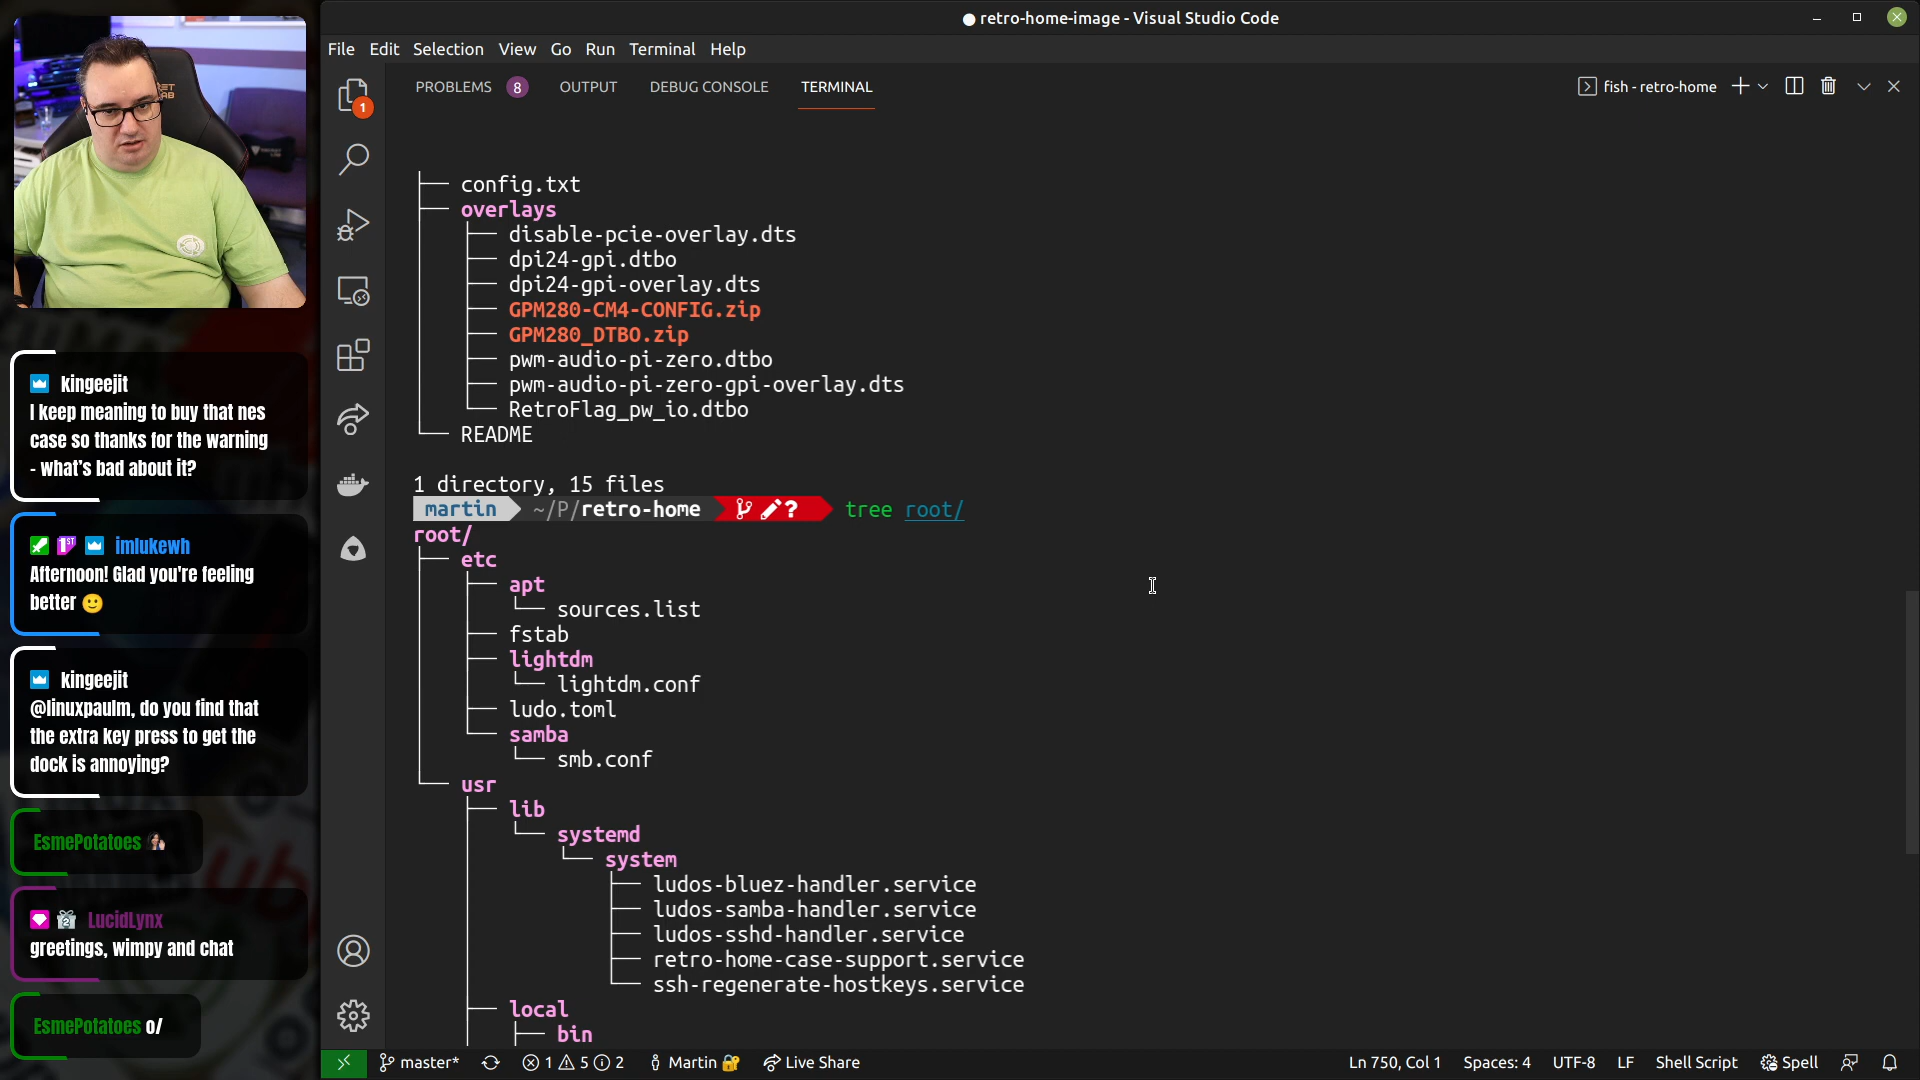 ● retro-home-image - Visual Studio Code
File Edit Selection View Go Run Terminal Help
PROBLEMS 8 OUTPUT DEBUG CONSOLE TERMINAL
fish - retro-home
1
├── config.txt
├── overlays
│   ├── disable-pcie-overlay.dts
│   ├── dpi24-gpi.dtbo
│   ├── dpi24-gpi-overlay.dts
│   ├── GPM280-CM4-CONFIG.zip
│   ├── GPM280_DTBO.zip
│   ├── pwm-audio-pi-zero.dtbo
│   ├── pwm-audio-pi-zero-gpi-overlay.dts
│   └── RetroFlag_pw_io.dtbo
└── README
1 directory, 15 files
martin ~/P/retro-home ? tree root/
root/
├── etc
│   ├── apt
│   │   └── sources.list
│   ├── fstab
│   ├── lightdm
│   │   └── lightdm.conf
│   ├── ludo.toml
│   └── samba
│       └── smb.conf
└── usr
    ├── lib
    │   └── systemd
    │       └── system
    │           ├── ludos-bluez-handler.service
    │           ├── ludos-samba-handler.service
    │           ├── ludos-sshd-handler.service
    │           ├── retro-home-case-support.service
    │           └── ssh-regenerate-hostkeys.service
    ├── local
    │   ├── bin
master* 1 5 2 Martin 🔐 Live Share
Ln 750, Col 1 Spaces: 4 UTF-8 LF Shell Script Spell
kingeejit
I keep meaning to buy that nes
case so thanks for the warning
- what's bad about it?
1ST imlukewh
Afternoon! Glad you're feeling
better 🙂
kingeejit
@linuxpaulm, do you find that
the extra key press to get the
dock is annoying?
EsmePotatoes
2 LucidLynx
greetings, wimpy and chat
EsmePotatoes o/